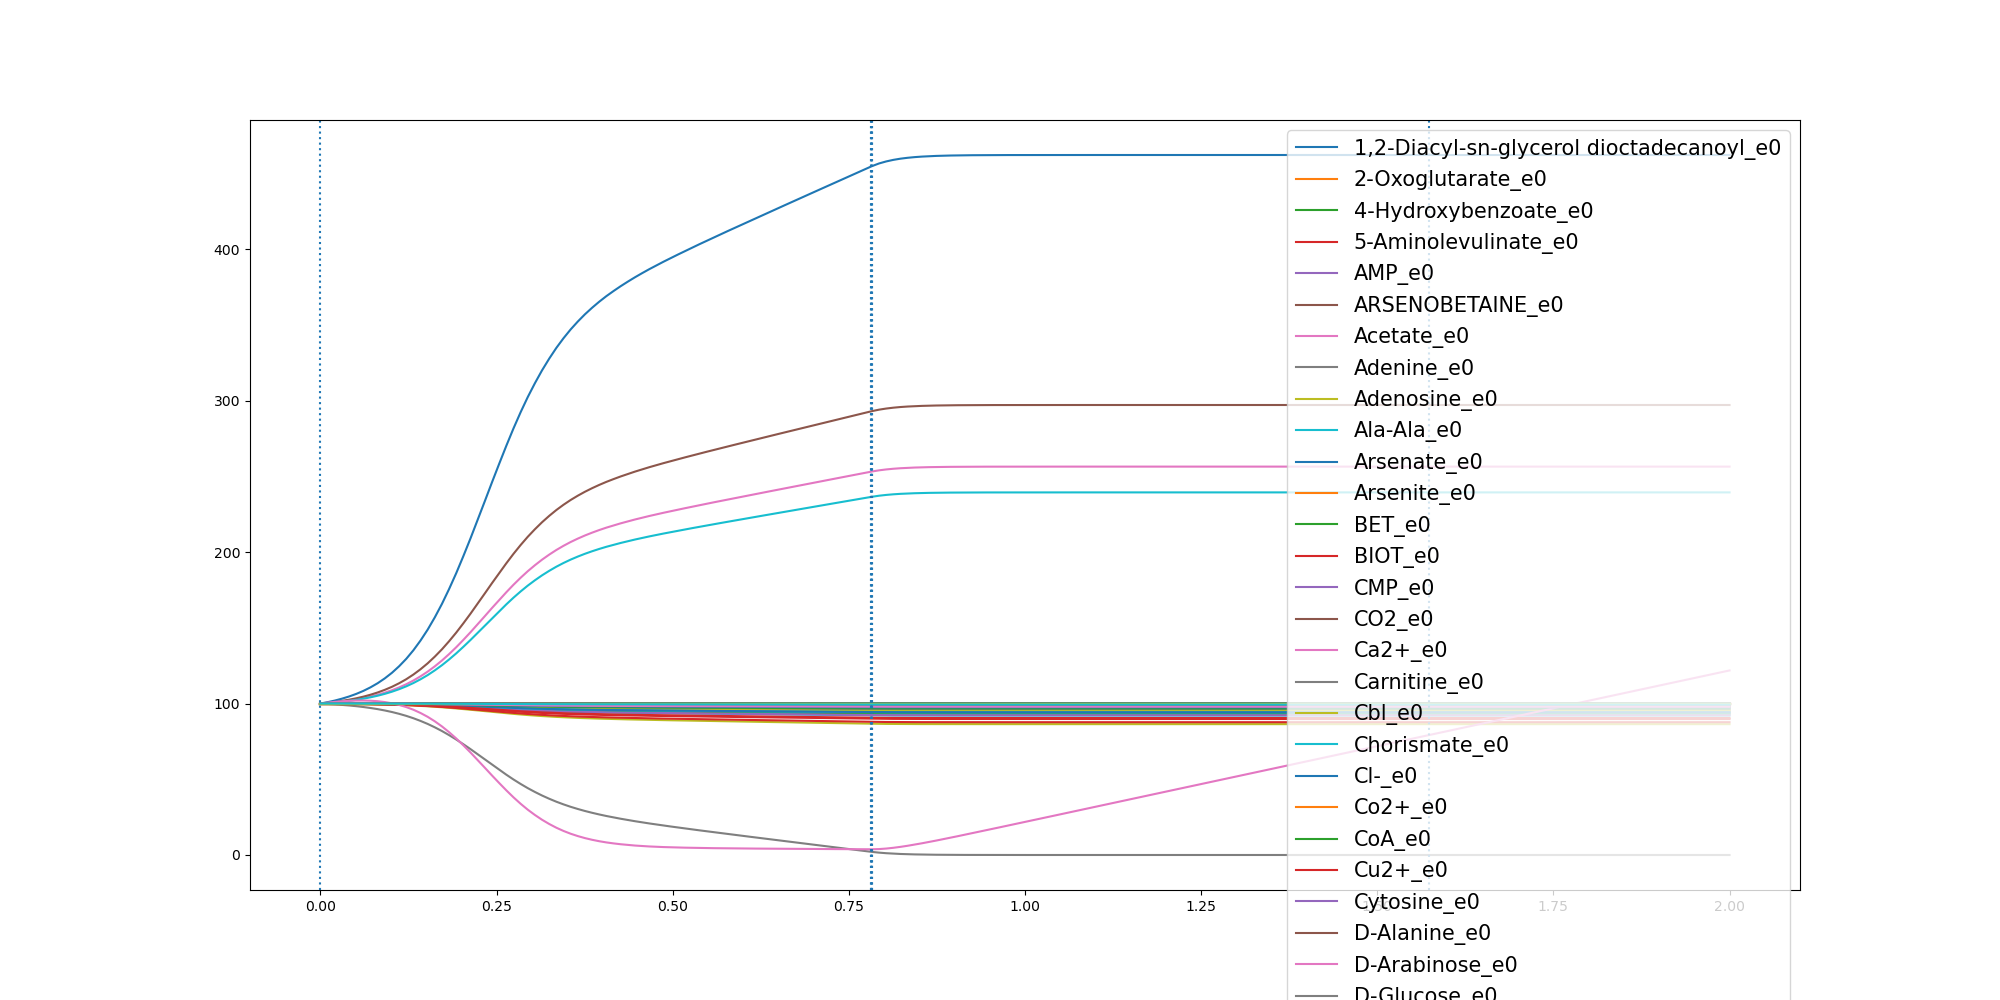 400
300
200
100
0
0.00
0.25
0.50
0.75
1.00
1.25
1.50
1.75
2.00
1,2-Diacyl-sn-glycerol dioctadecanoyl_e0
2-Oxoglutarate_e0
4-Hydroxybenzoate_e0
5-Aminolevulinate_e0
AMP_e0
ARSENOBETAINE_e0
Acetate_e0
Adenine_e0
Adenosine_e0
Ala-Ala_e0
Arsenate_e0
Arsenite_e0
BET_e0
BIOT_e0
CMP_e0
CO2_e0
Ca2+_e0
Carnitine_e0
Cbl_e0
Chorismate_e0
Cl-_e0
Co2+_e0
CoA_e0
Cu2+_e0
Cytosine_e0
D-Alanine_e0
D-Arabinose_e0
D-Glucose_e0